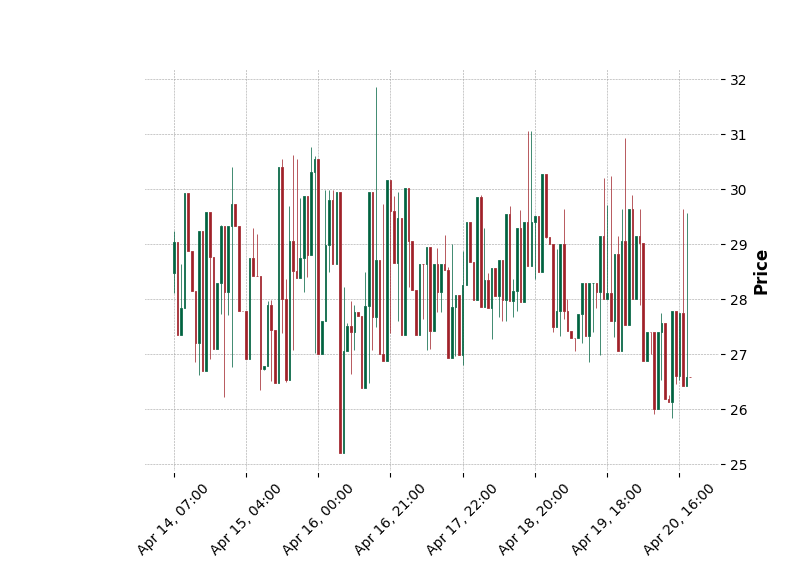 32
31
30
29
28
27
26
25
Price
Apr 14, 07:00
Apr 15, 04:00
Apr 16, 00:00
Apr 16, 21:00
Apr 17, 22:00
Apr 18, 20:00
Apr 19, 18:00
Apr 20, 16:00